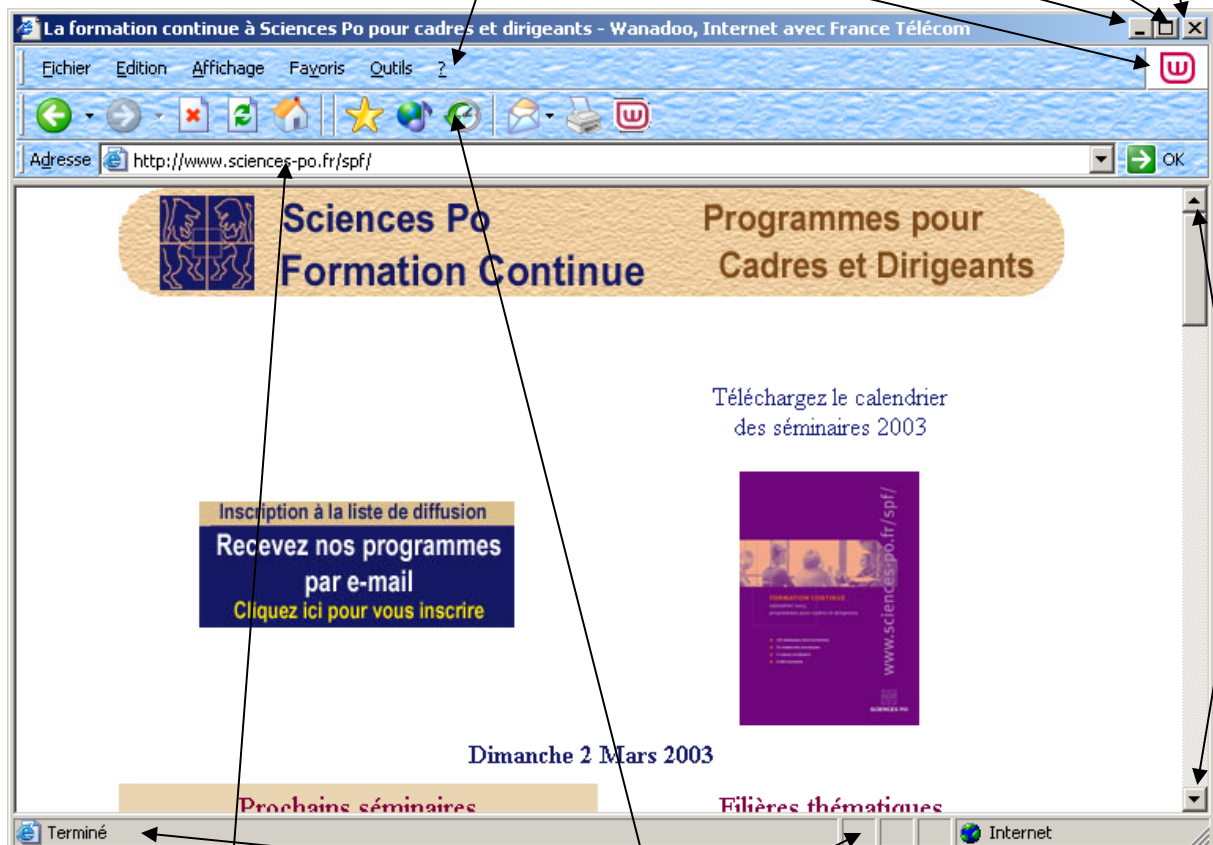 La formation continue à Sciences Po pour cadres et dirigeants - Wanadoo, Internet avec France Télécom
Fichier Edition Affichage Favoris Outils ?
w
w
Adresse http://www.sciences-po.fr/spf/ OK
Sciences Po
Formation Continue
Programmes pour
Cadres et Dirigeants
Téléchargez le calendrier
des séminaires 2003
Inscription à la liste de diffusion
Recevez nos programmes
par e-mail
Cliquez ici pour vous inscrire
www.sciences-po.fr/spf/
FORMATION CONTINUE
SCIENCES PO
Dimanche 2 Mars 2003
Prochains séminaires
Filières thématiques
Terminé
Internet